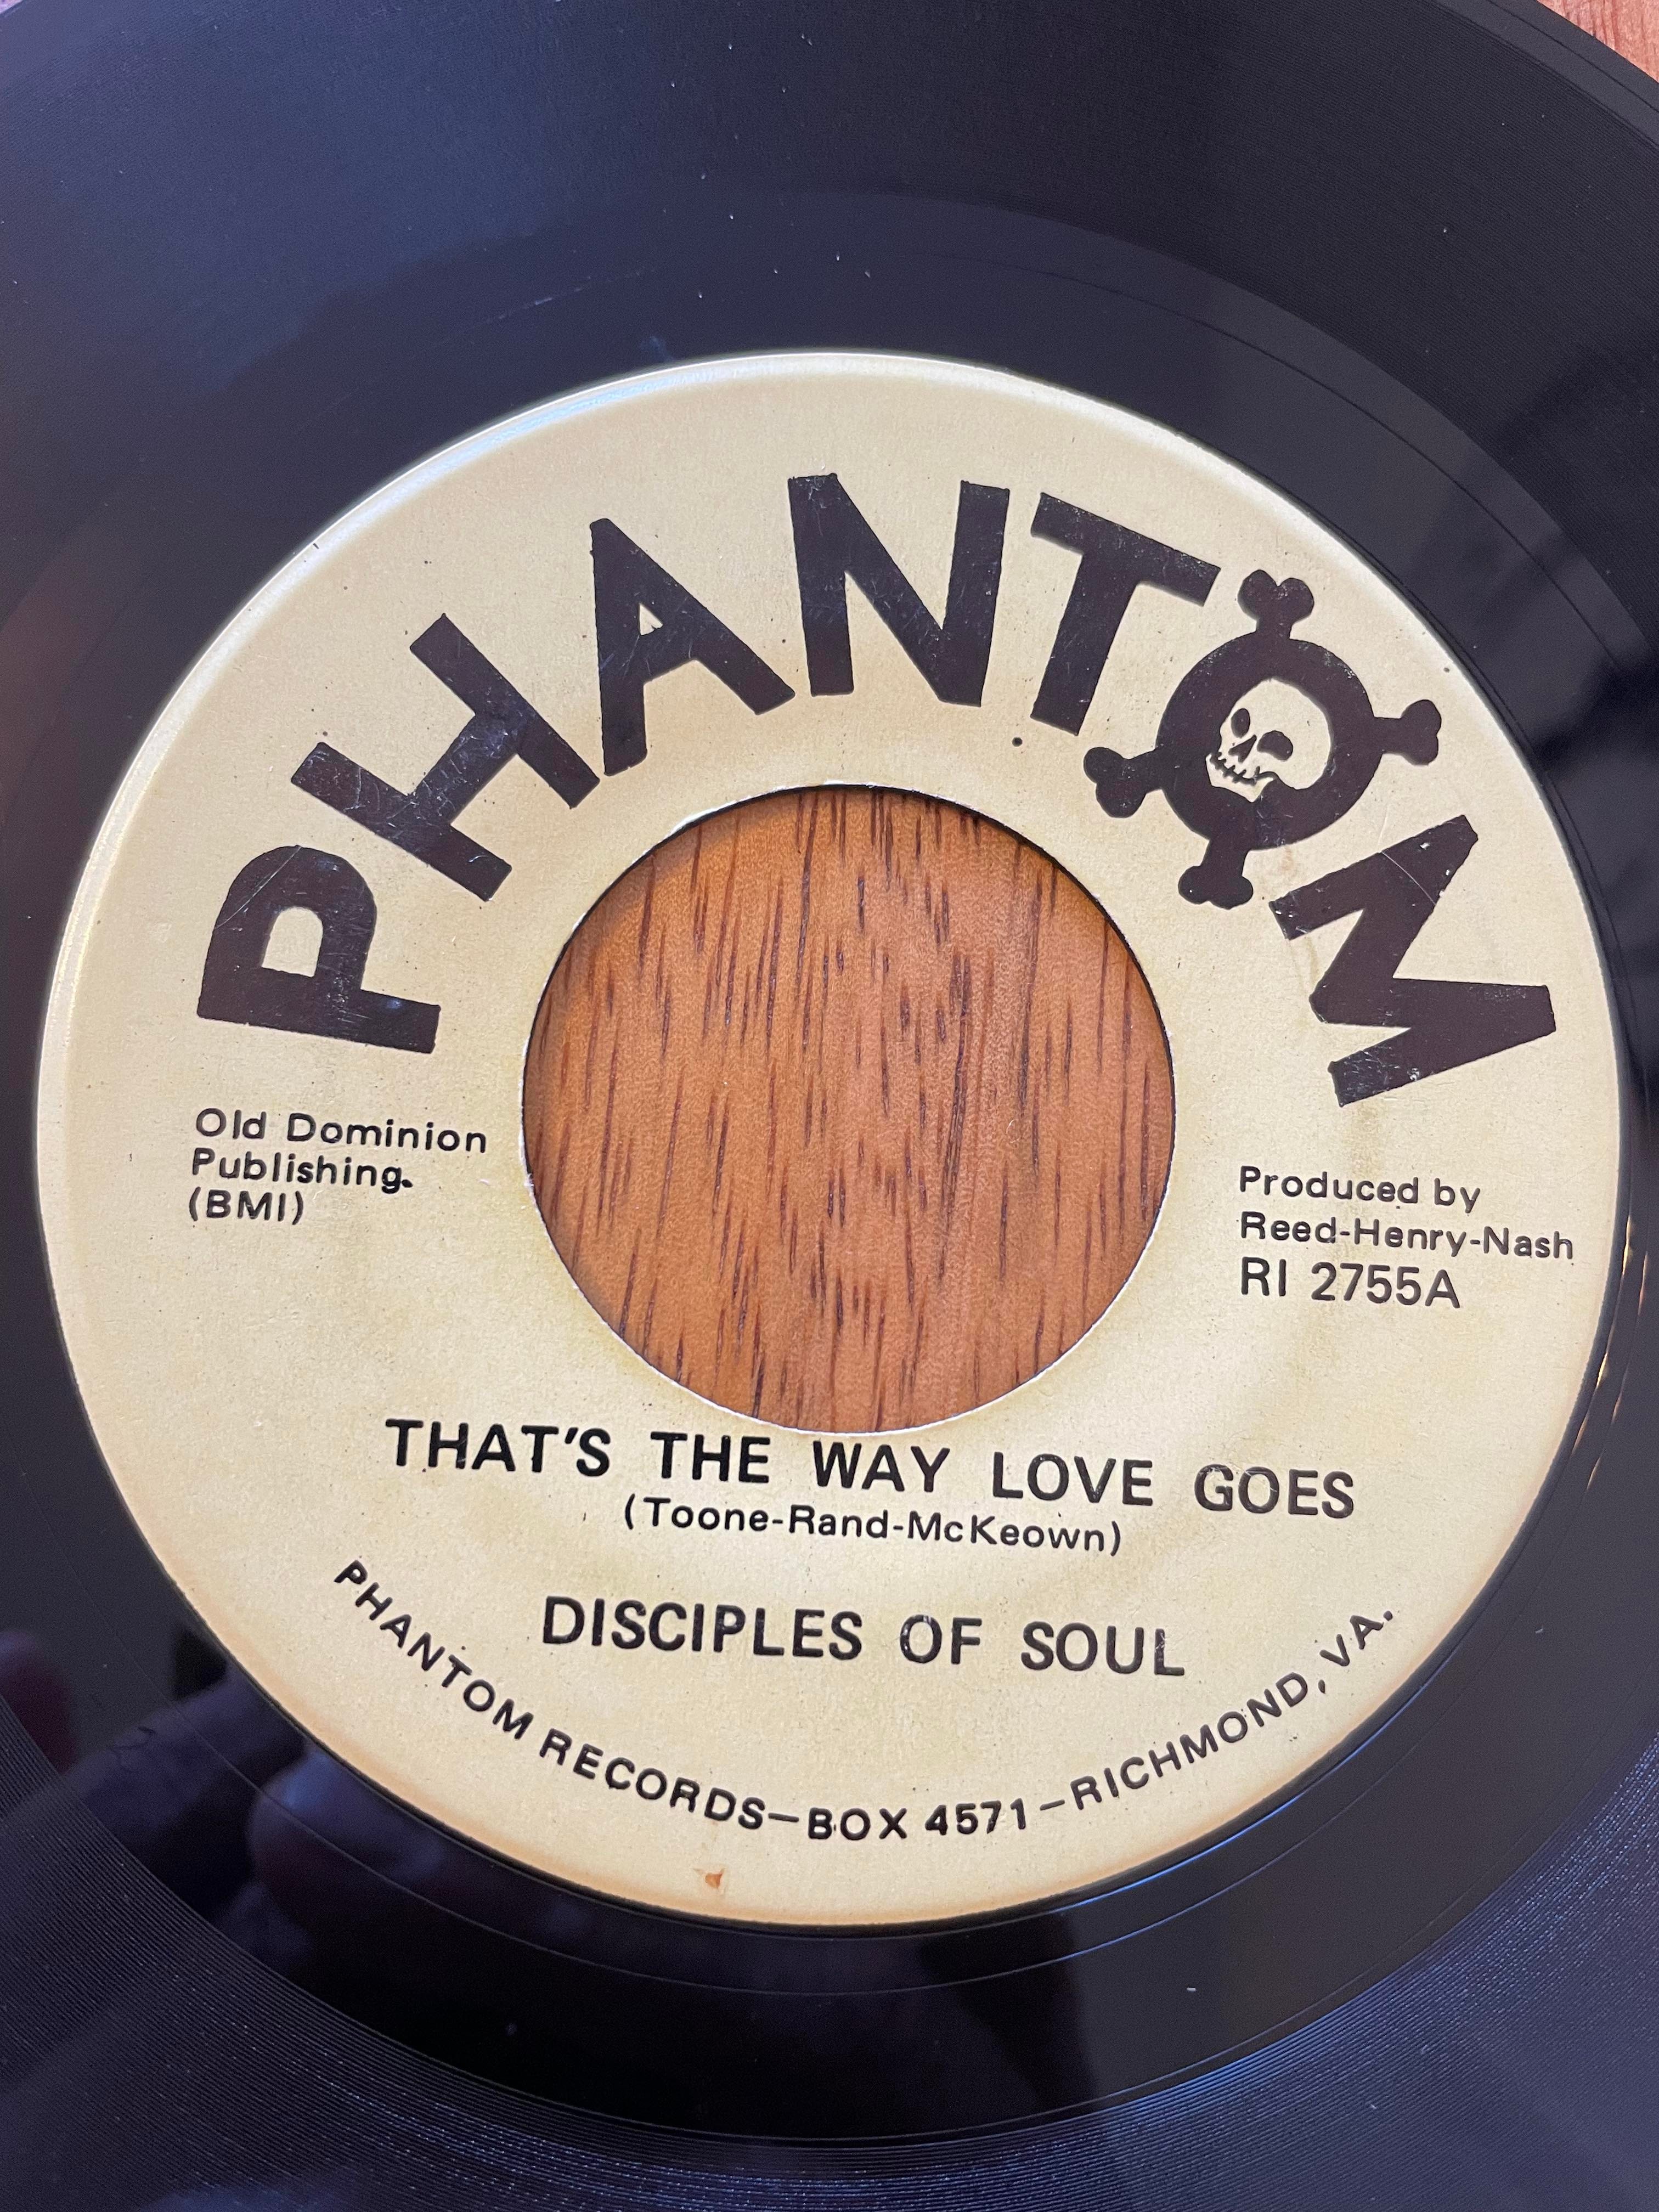 PHANTOM
Old Dominion
Publishing.
(BMI)
Produced by
Reed-Henry-Nash
RI 2755A
THAT'S THE WAY LOVE GOES
(Toone-Rand-McKeown)
DISCIPLES OF SOUL
PHANTOM RECORDS—BOX 4571—RICHMOND, VA.